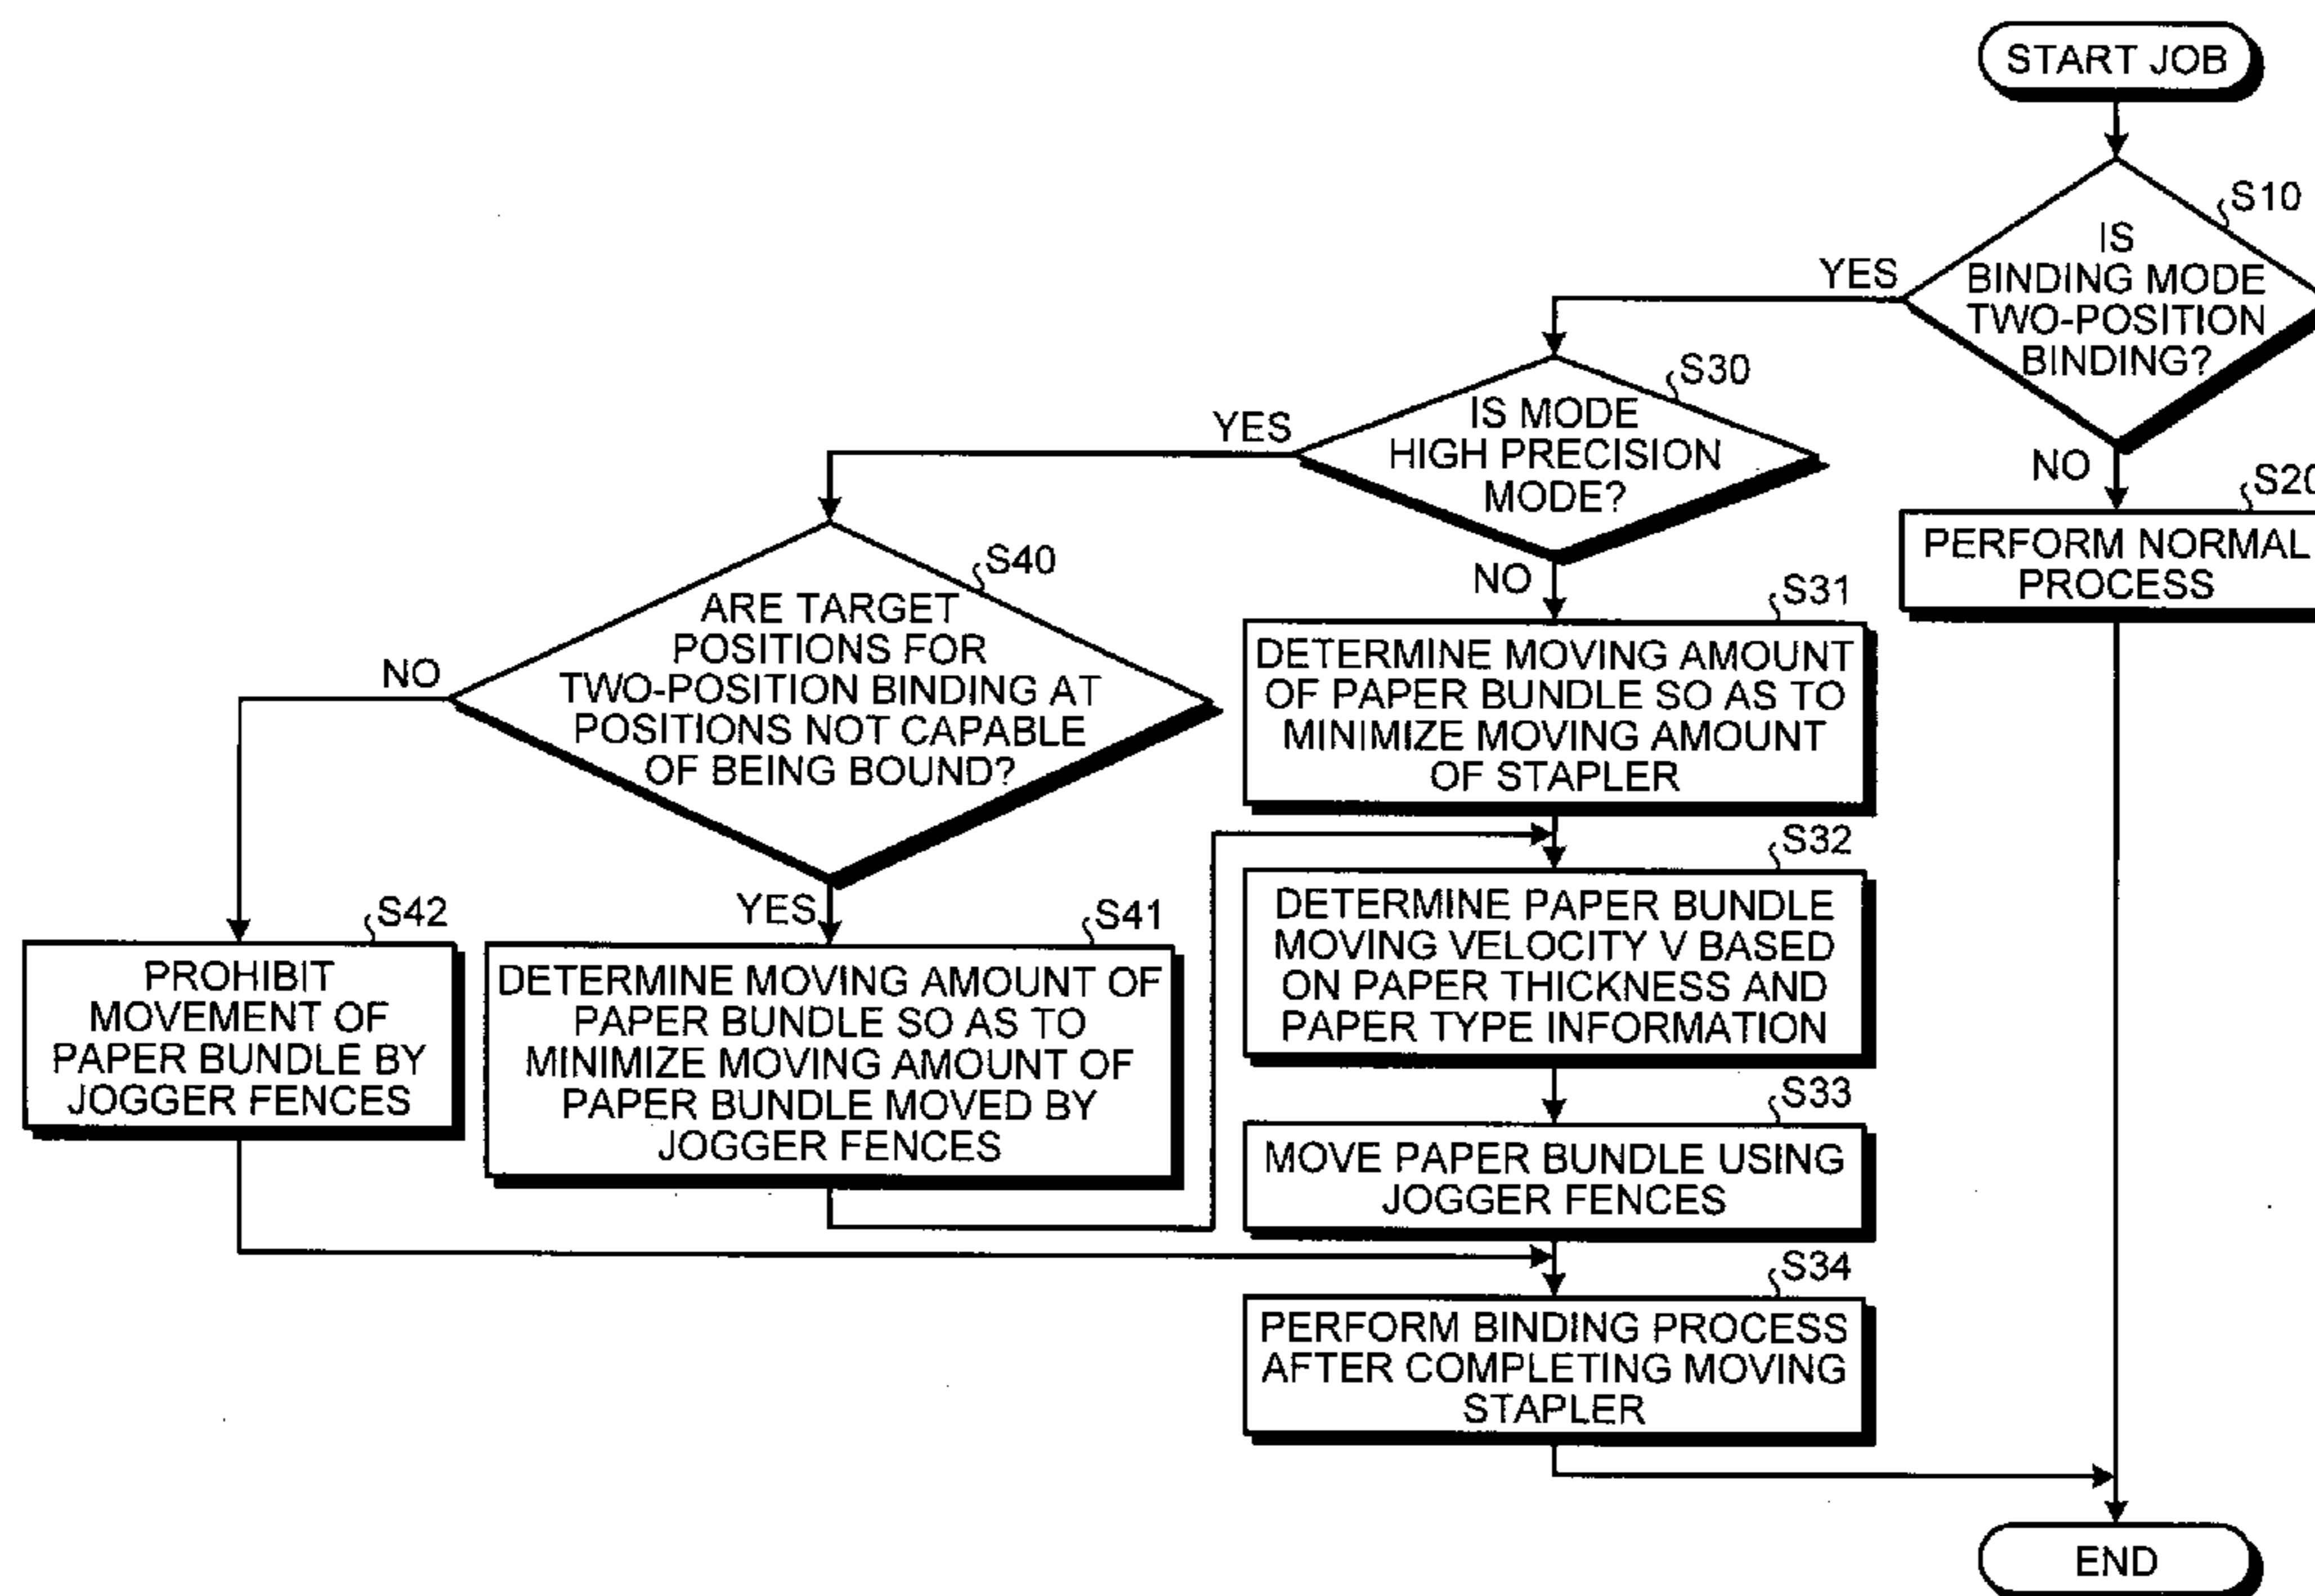 START JOB
S10
IS
BINDING MODE
TWO-POSITION
BINDING?
YES
NO
S20
PERFORM NORMAL
PROCESS
S30
IS MODE
HIGH PRECISION
MODE?
YES
NO
S40
ARE TARGET
POSITIONS FOR
TWO-POSITION BINDING AT
POSITIONS NOT CAPABLE
OF BEING BOUND?
NO
YES
S31
DETERMINE MOVING AMOUNT
OF PAPER BUNDLE SO AS TO
MINIMIZE MOVING AMOUNT
OF STAPLER
S32
DETERMINE PAPER BUNDLE
MOVING VELOCITY V BASED
ON PAPER THICKNESS AND
PAPER TYPE INFORMATION
S42
PROHIBIT
MOVEMENT OF
PAPER BUNDLE BY
JOGGER FENCES
S41
DETERMINE MOVING AMOUNT OF
PAPER BUNDLE SO AS TO
MINIMIZE MOVING AMOUNT OF
PAPER BUNDLE MOVED BY
JOGGER FENCES
S33
MOVE PAPER BUNDLE USING
JOGGER FENCES
S34
PERFORM BINDING PROCESS
AFTER COMPLETING MOVING
STAPLER
END